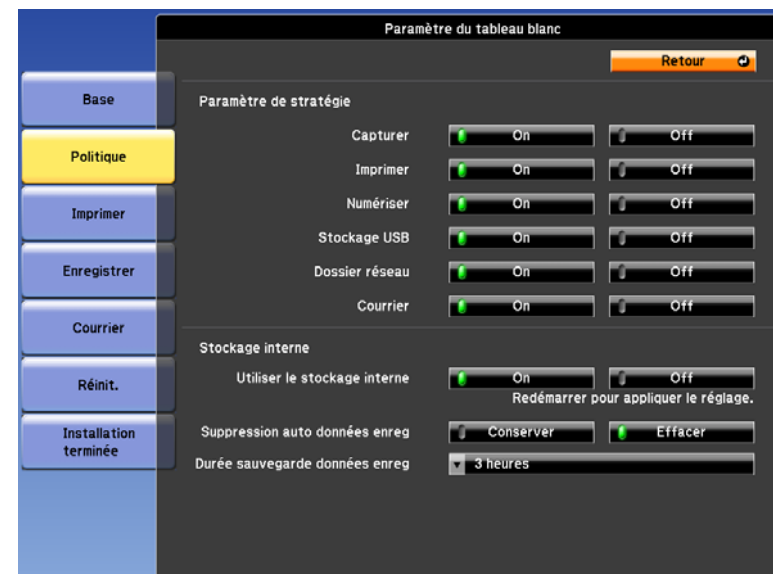 Paramètre du tableau blanc
Retour
Base
Politique
Imprimer
Enregistrer
Courrier
Réinit.
Installation
terminée
Paramètre de stratégie
Capturer On Off
Imprimer On Off
Numériser On Off
Stockage USB On Off
Dossier réseau On Off
Courrier On Off
Stockage interne
Utiliser le stockage interne On Off
Redémarrer pour appliquer le réglage.
Suppression auto données enreg Conserver Effacer
Durée sauvegarde données enreg 3 heures